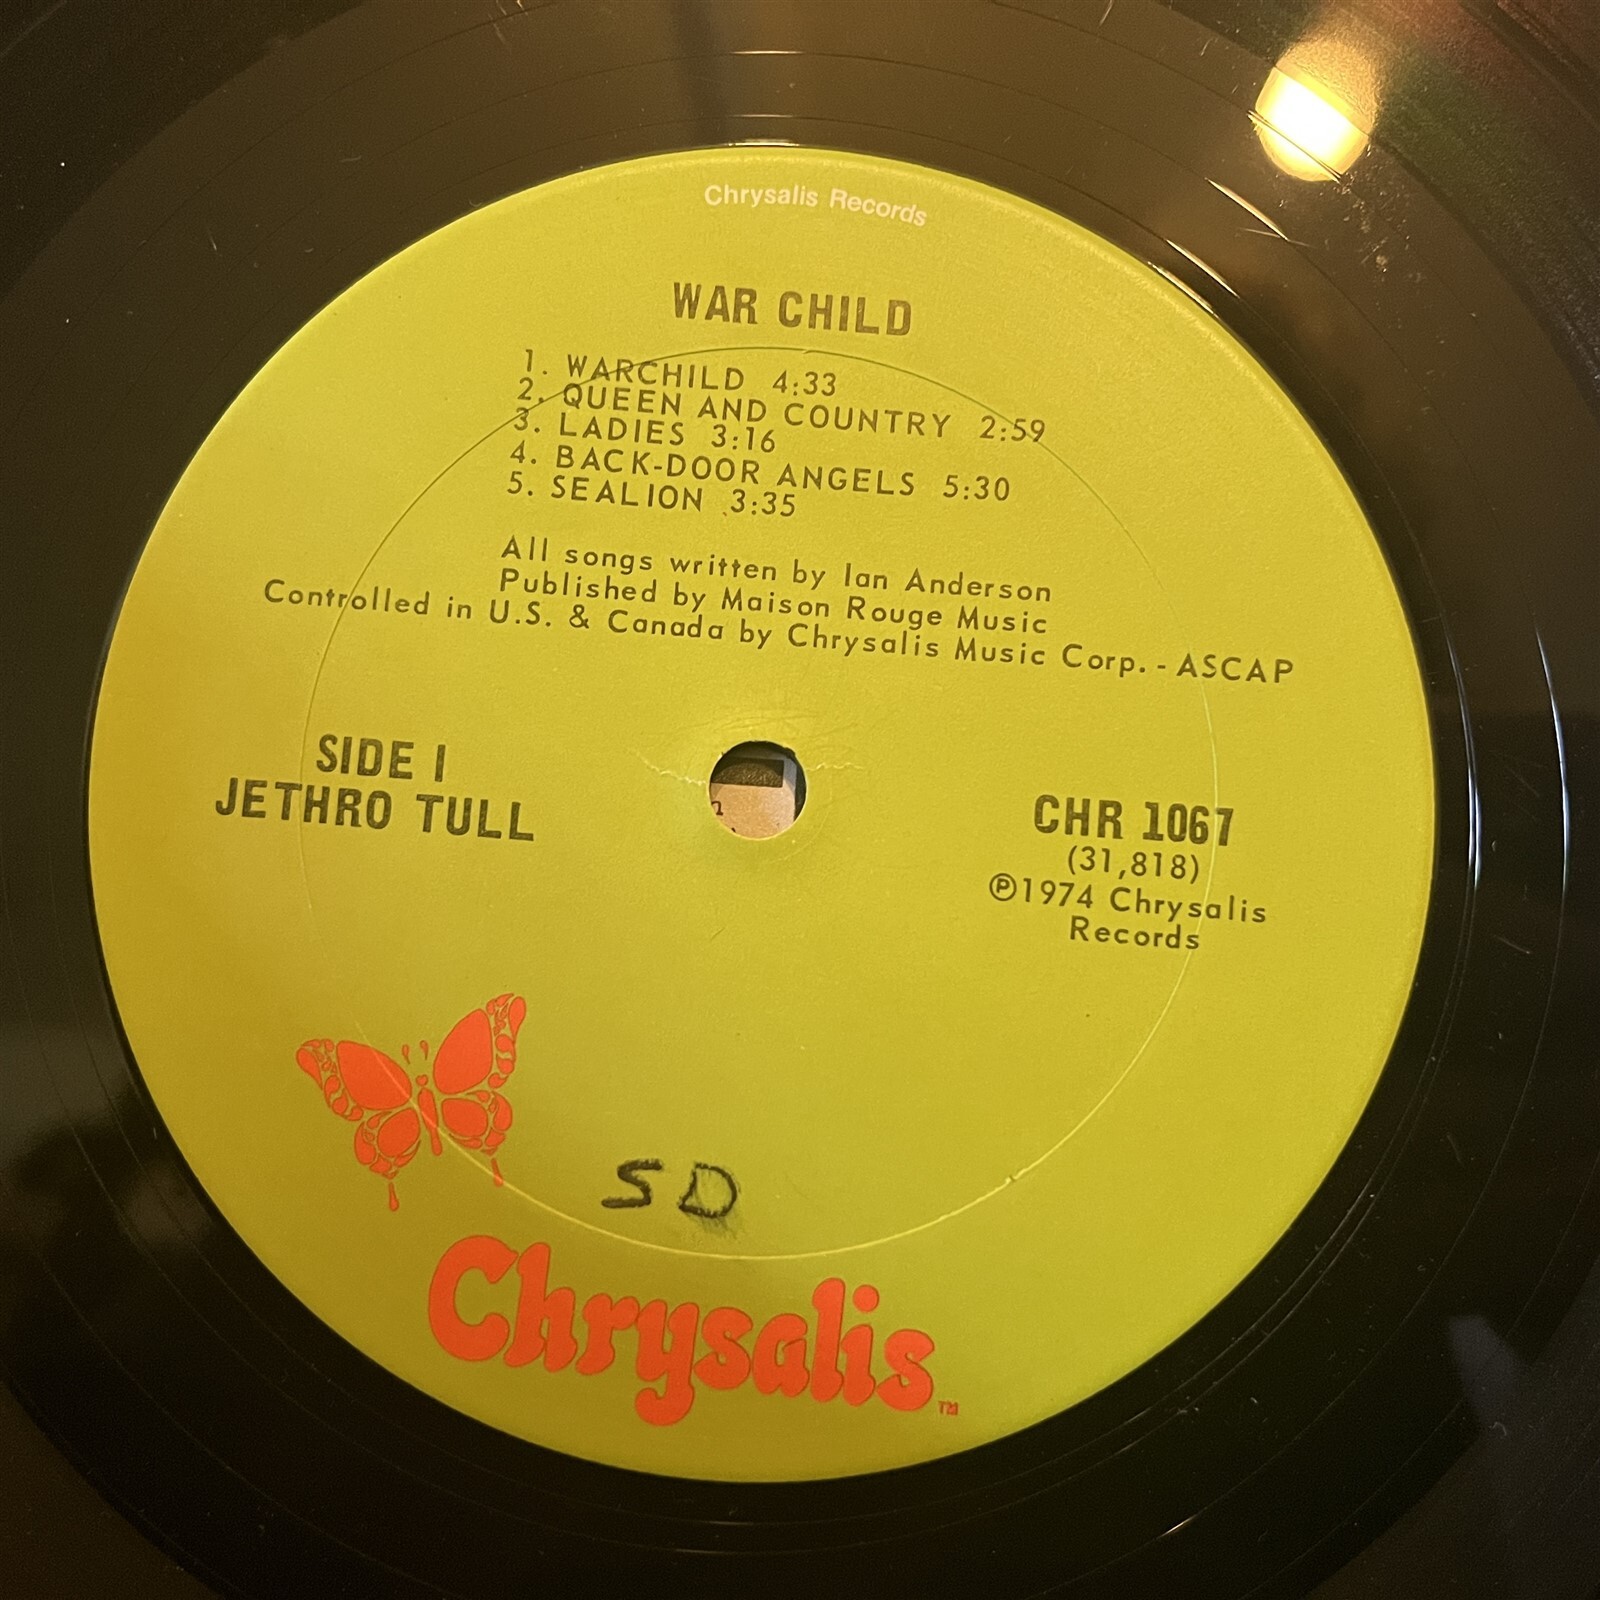 Chrysalis Records
WAR CHILD
1. WARCHILD 4:33
2. QUEEN AND COUNTRY 2:59
3. LADIES 3:16
4. BACK-DOOR ANGELS 5:30
5. SEALION 3:35
All songs written by Ian Anderson
Published by Maison Rouge Music
Controlled in U.S. & Canada by Chrysalis Music Corp. - ASCAP
SIDE I
JETHRO TULL
CHR 1067
(31,818)
Ⓟ1974 Chrysalis
Records
SD
Chrysalis TM